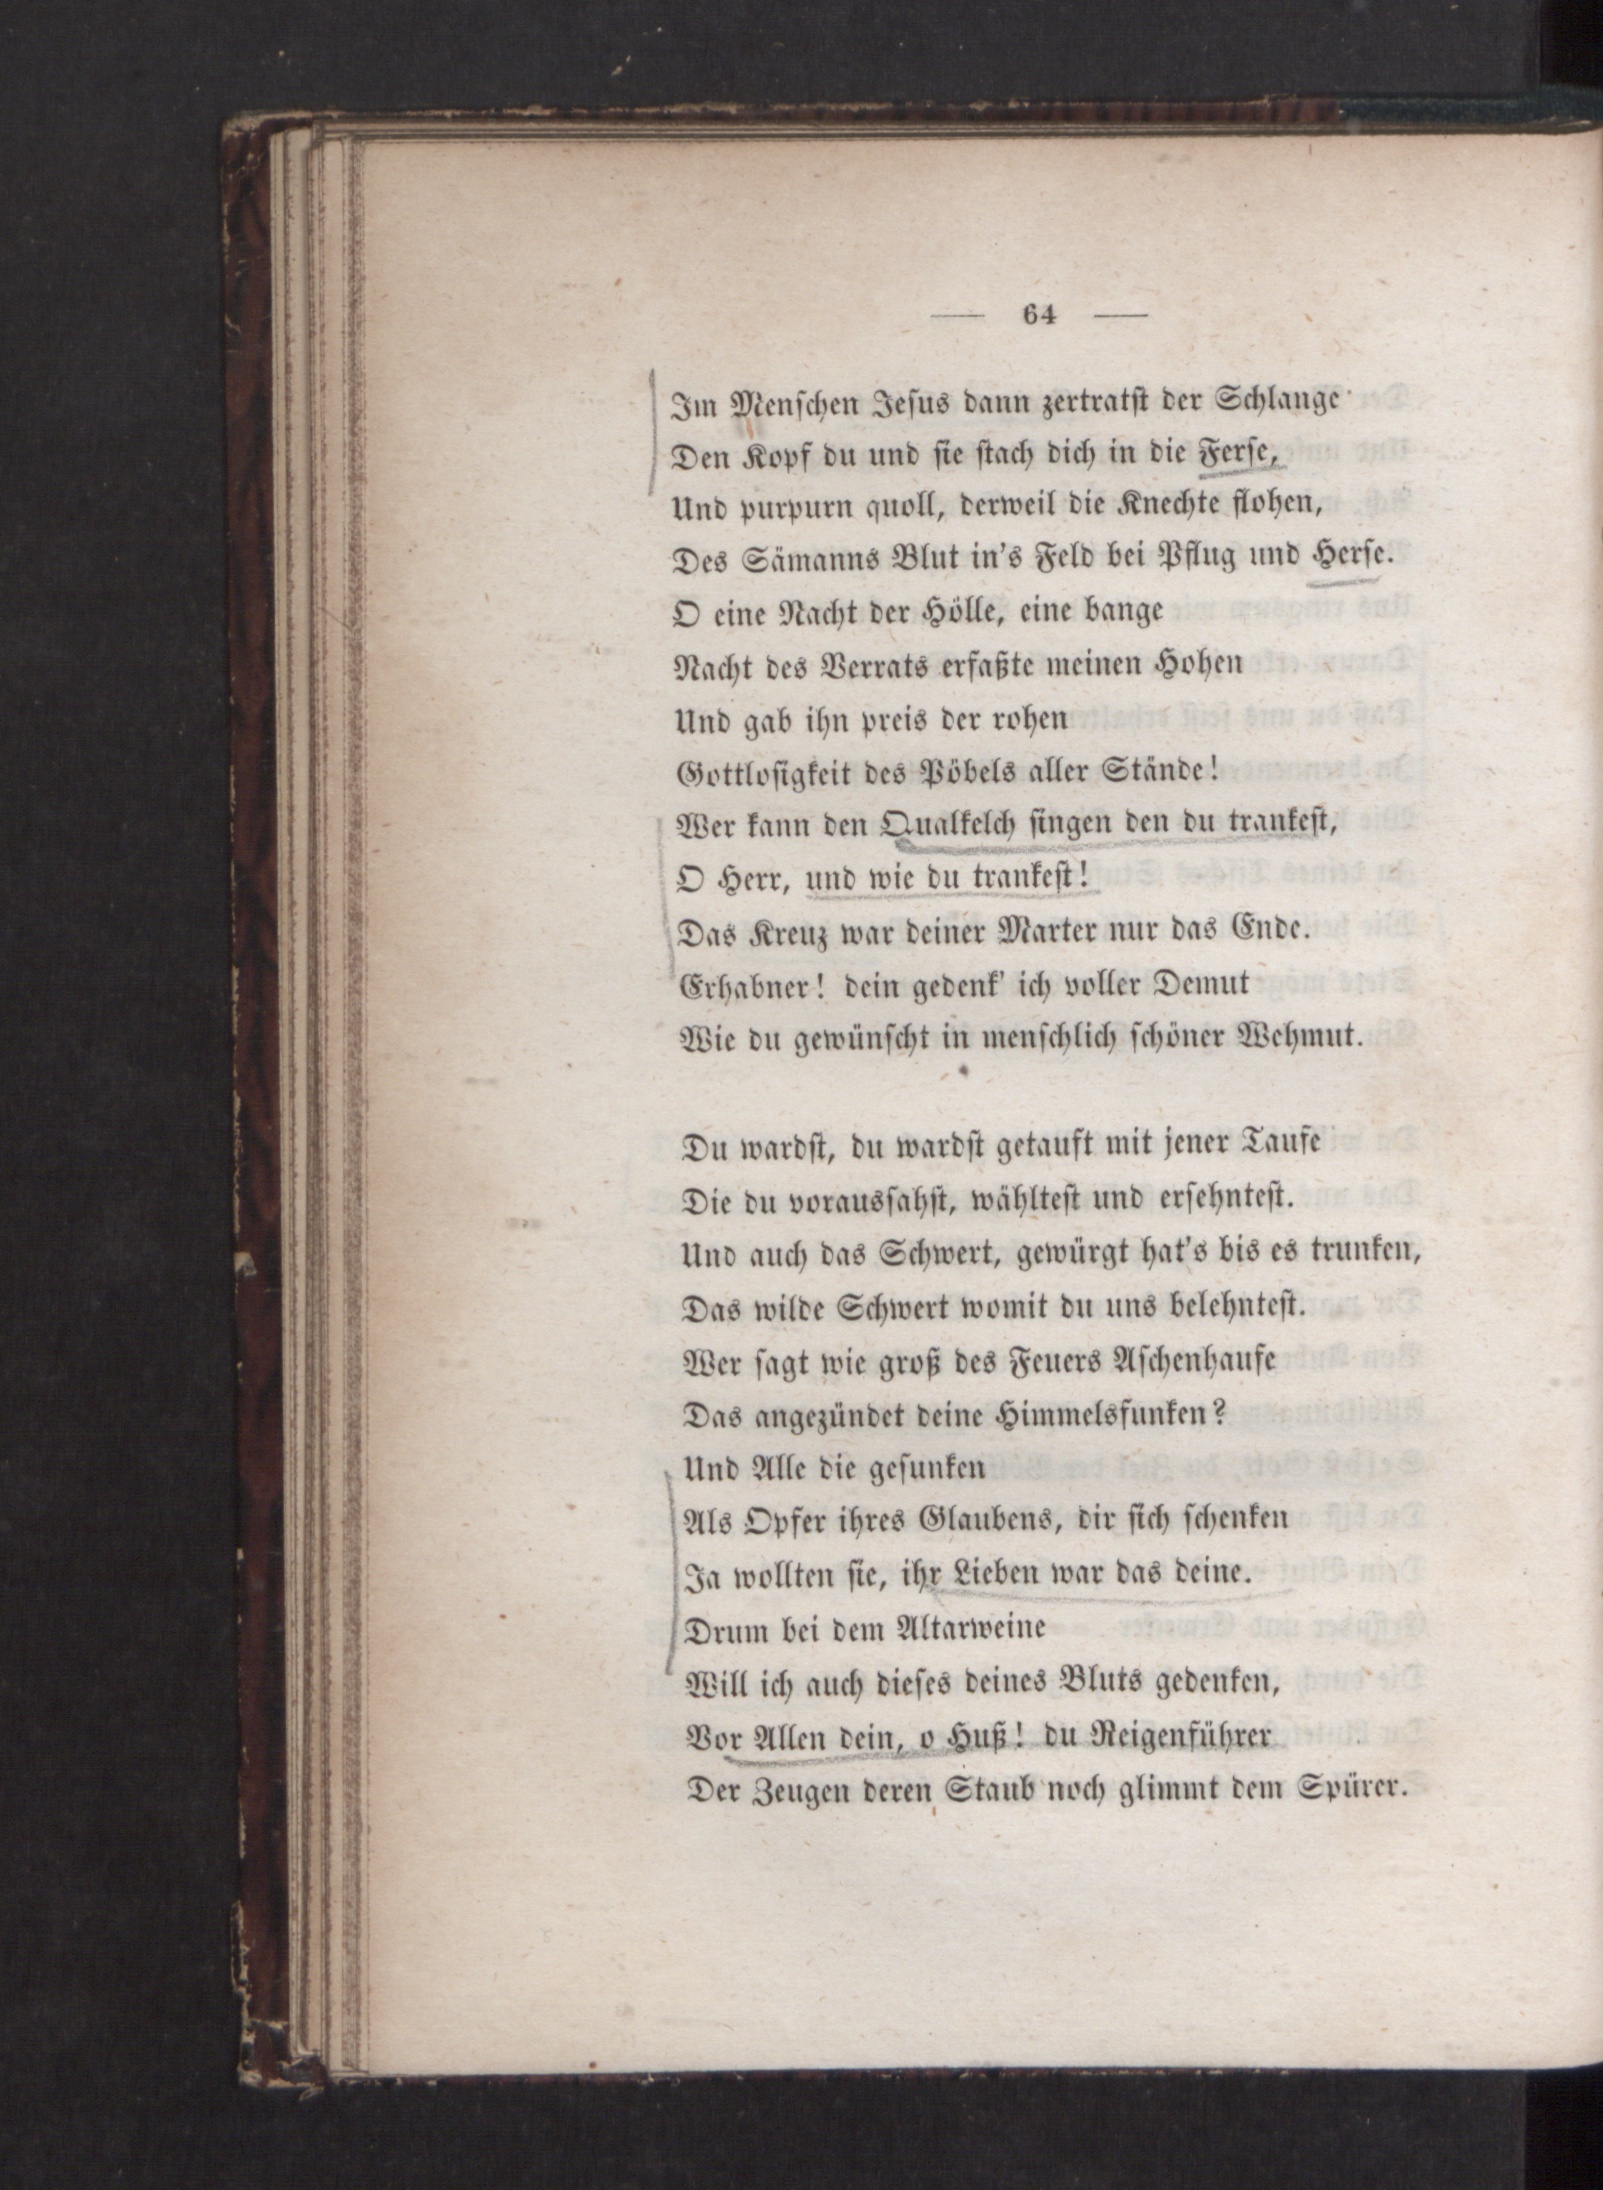 — 64 —
Im Menschen Jesus dann zertratst der Schlange
Den Kopf du und sie stach dich in die Ferse,
Und purpurn quoll, derweil die Knechte flohen,
Des Sämanns Blut in's Feld bei Pflug und Herse.
O eine Nacht der Hölle, eine bange
Nacht des Verrats erfaßte meinen Hohen
Und gab ihn preis der rohen
Gottlosigkeit des Pöbels aller Stände!
Wer kann den Qualkelch singen den du trankest,
O Herr, und wie du trankest!
Das Kreuz war deiner Marter nur das Ende.
Erhabner! dein gedenk' ich voller Demut
Wie du gewünscht in menschlich schöner Wehmut.
Du wardst, du wardst getauft mit jener Taufe
Die du voraussahst, wähltest und ersehntest.
Und auch das Schwert, gewürgt hat's bis es trunken,
Das wilde Schwert womit du uns belehntest.
Wer sagt wie groß des Feuers Aschenhaufe
Das angezündet deine Himmelsfunken?
Und Alle die gesunken
Als Opfer ihres Glaubens, dir sich schenken
Ja wollten sie, ihr Lieben war das deine.
Drum bei dem Altarweine
Will ich auch dieses deines Bluts gedenken,
Vor Allen dein, o Huß! du Reigenführer
Der Zeugen deren Staub noch glimmt dem Spürer.